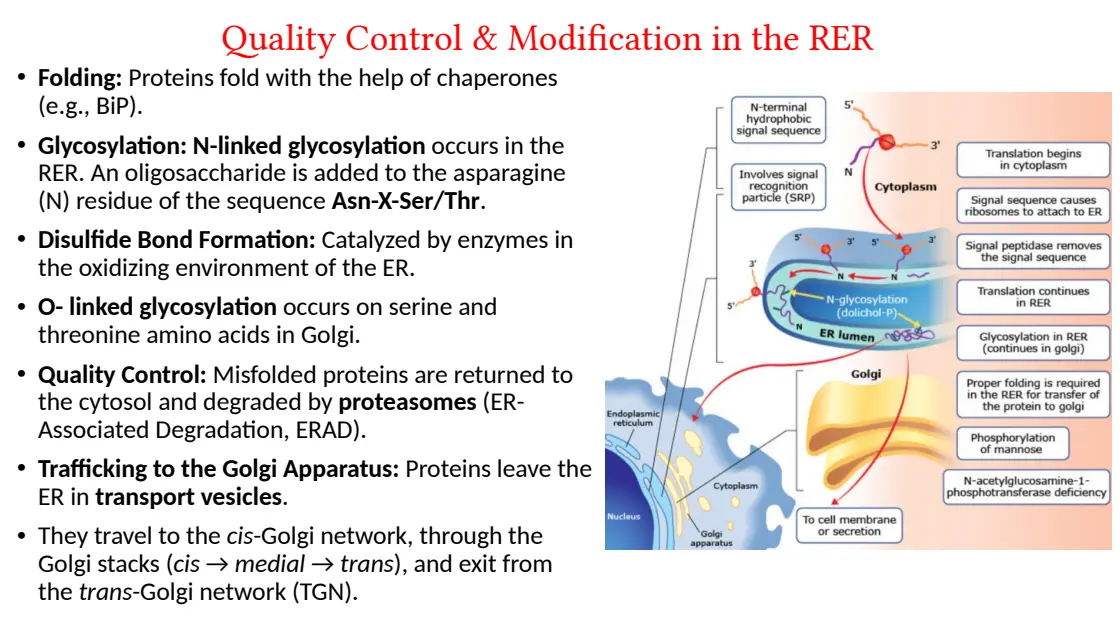 Quality Control & Modification in the RER
• Folding: Proteins fold with the help of chaperones
(e.g., BiP).
• Glycosylation: N-linked glycosylation occurs in the
RER. An oligosaccharide is added to the asparagine
(N) residue of the sequence Asn-X-Ser/Thr.
• Disulfide Bond Formation: Catalyzed by enzymes in
the oxidizing environment of the ER.
• O- linked glycosylation occurs on serine and
threonine amino acids in Golgi.
• Quality Control: Misfolded proteins are returned to
the cytosol and degraded by proteasomes (ER-
Associated Degradation, ERAD).
• Trafficking to the Golgi Apparatus: Proteins leave the
ER in transport vesicles.
• They travel to the cis-Golgi network, through the
Golgi stacks (cis → medial → trans), and exit from
the trans-Golgi network (TGN).
N-terminal
hydrophobic
signal sequence
Involves signal
recognition
particle (SRP)
5'
3'
N
Cytoplasm
5'
3'
5'
3'
N
N
3'
5'
N
N-glycosylation
(dolichol-P)
ER lumen
Golgi
Endoplasmic
reticulum
Cytoplasm
Nucleus
Golgi
apparatus
To cell membrane
or secretion
Translation begins
in cytoplasm
Signal sequence causes
ribosomes to attach to ER
Signal peptidase removes
the signal sequence
Translation continues
in RER
Glycosylation in RER
(continues in golgi)
Proper folding is required
in the RER for transfer of
the protein to golgi
Phosphorylation
of mannose
N-acetylglucosamine-1-
phosphotransferase deficiency